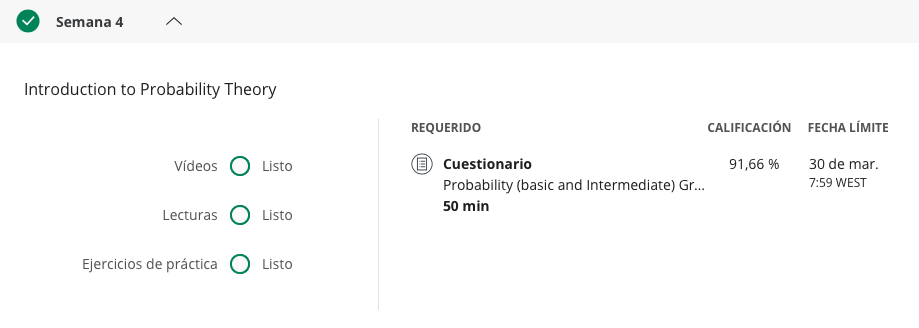 Semana 4
Introduction to Probability Theory
Vídeos Listo
Lecturas Listo
Ejercicios de práctica Listo
REQUERIDO CALIFICACIÓN FECHA LÍMITE
Cuestionario 91,66 % 30 de mar.
Probability (basic and Intermediate) Gr... 7:59 WEST
50 min